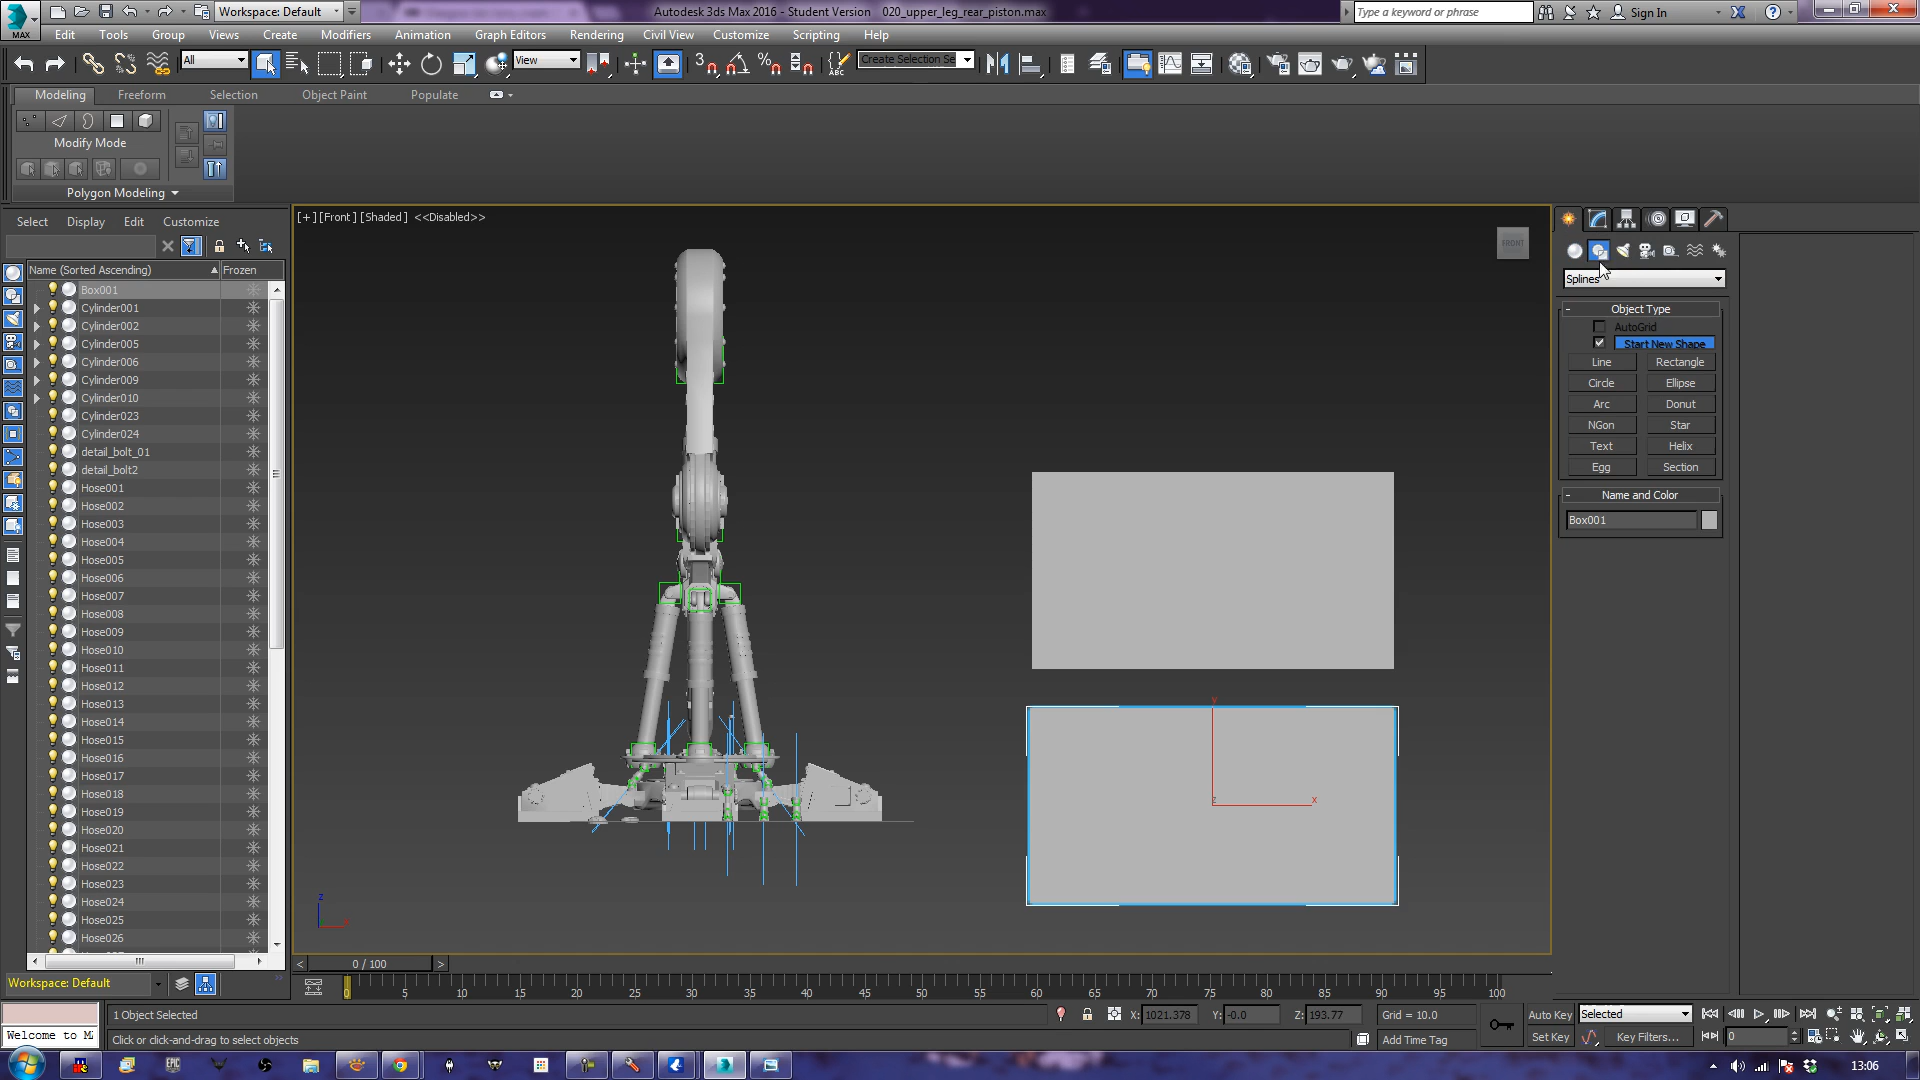 Workspace: Default
Autodesk 3ds Max 2016 - Student Version 020_upper_leg_rear_piston.max
Type a keyword or phrase
Sign In
MAX
Edit Tools Group Views Create Modifiers Animation Graph Editors Rendering Civil View Customize Scripting Help
All
View
Create Selection Se
Modeling Freeform Selection Object Paint Populate
Modify Mode
Polygon Modeling
Select Display Edit Customize
Name (Sorted Ascending) Frozen
Box001
Cylinder001
Cylinder002
Cylinder005
Cylinder006
Cylinder009
Cylinder010
Cylinder023
Cylinder024
detail_bolt_01
detail_bolt2
Hose001
Hose002
Hose003
Hose004
Hose005
Hose006
Hose007
Hose008
Hose009
Hose010
Hose011
Hose012
Hose013
Hose014
Hose015
Hose016
Hose017
Hose018
Hose019
Hose020
Hose021
Hose022
Hose023
Hose024
Hose025
Hose026
[+] [Front] [Shaded] <<Disabled>>
FRONT
y
z x
z
Splines
- Object Type
AutoGrid
Start New Shape
Line Rectangle
Circle Ellipse
Arc Donut
NGon Star
Text Helix
Egg Section
- Name and Color
Box001
< 0 / 100 >
Workspace: Default
0 5 10 15 20 25 30 35 40 45 50 55 60 65 70 75 80 85 90 95 100
1 Object Selected
X: 1021.378 Y: -0.0 Z: 193.77 Grid = 10.0
Auto Key Selected
Welcome to M
Click or click-and-drag to select objects
Add Time Tag
Set Key Key Filters... 0
EPIC
13:06